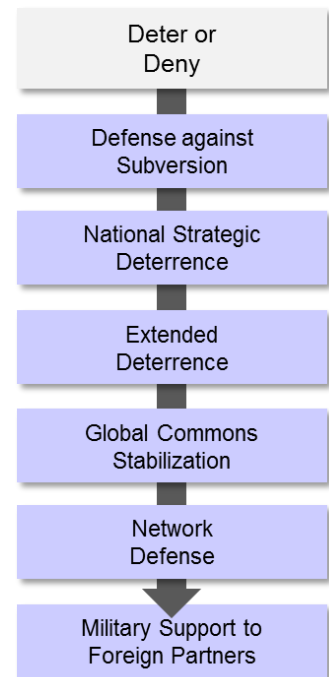 Deter or
Deny
Defense against
Subversion
National Strategic
Deterrence
Extended
Deterrence
Global Commons
Stabilization
Network
Defense
Military Support to
Foreign Partners